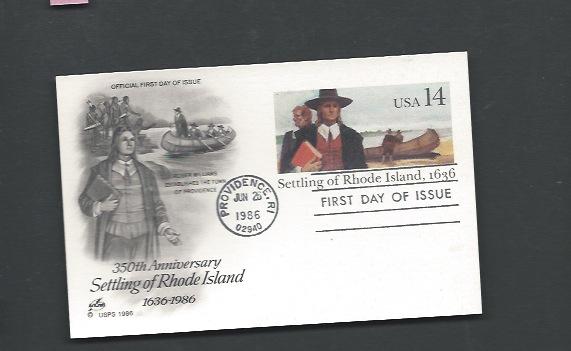 OFFICIAL FIRST DAY OF ISSUE
USA 14
ROGER WILLIAMS
ESTABLISHES THE TOWN
OF PROVIDENCE
Settling of Rhode Island, 1636
PROVIDENCE, RI
JUN 26
1986
02940
FIRST DAY OF ISSUE
350th Anniversary
Settling of Rhode Island
1636-1986
© USPS 1986